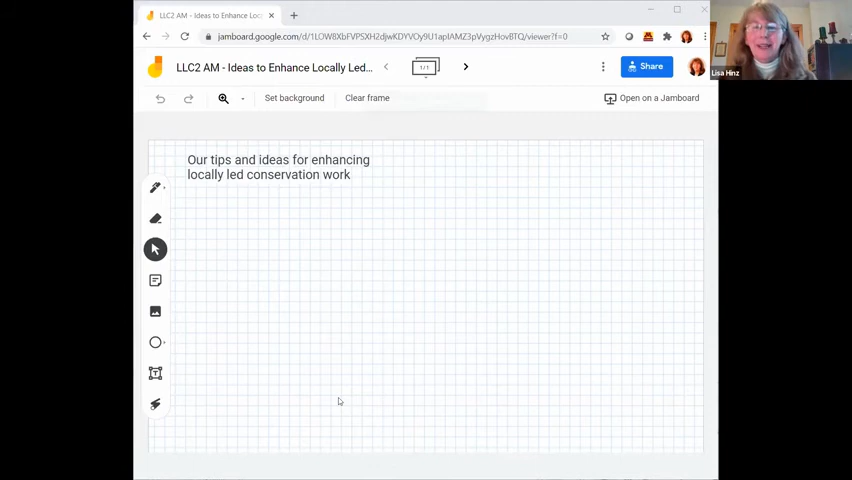 LLC2 AM - Ideas to Enhance Loc
jamboard.google.com/d/1LOW8XbFVPSXH2djwKDYVOy9U1aplAMZ3pVygzHovBTQ/viewer?f=0
LLC2 AM - Ideas to Enhance Locally Led...
1/1
Share
Lisa Hinz
Set background
Clear frame
Open on a Jamboard
Our tips and ideas for enhancing
locally led conservation work